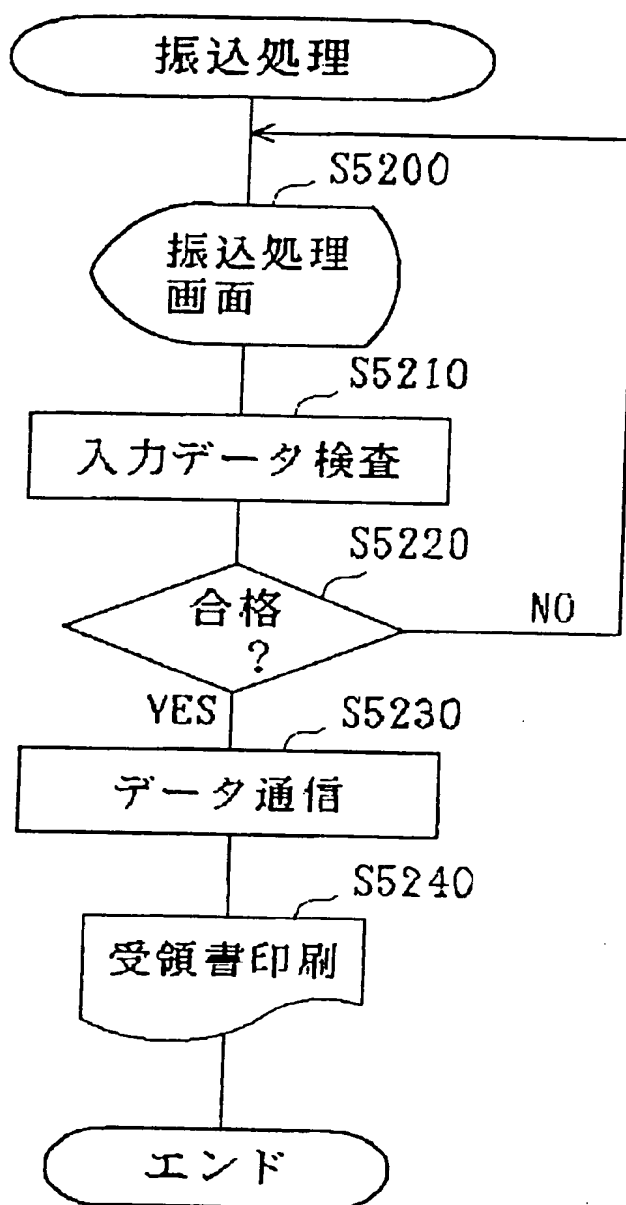 振込処理
S5200
振込処理
画面
S5210
入力データ検査
S5220
合格
?
NO
YES
S5230
データ通信
S5240
受領書印刷
エンド